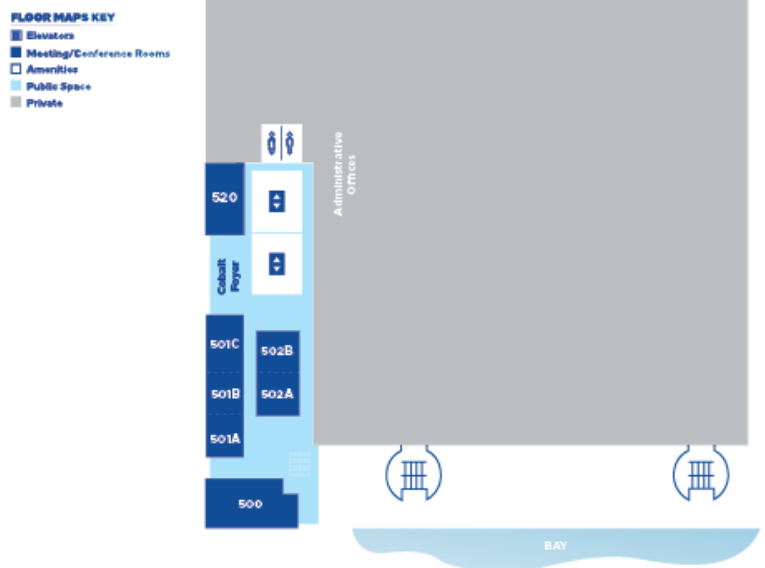 FLOOR MAPS KEY
Elevators
Meeting/Conference Rooms
Amenities
Public Space
Private
Administrative
Offices
520
Cobalt
Foyer
501C
502B
501B
502A
501A
500
BAY